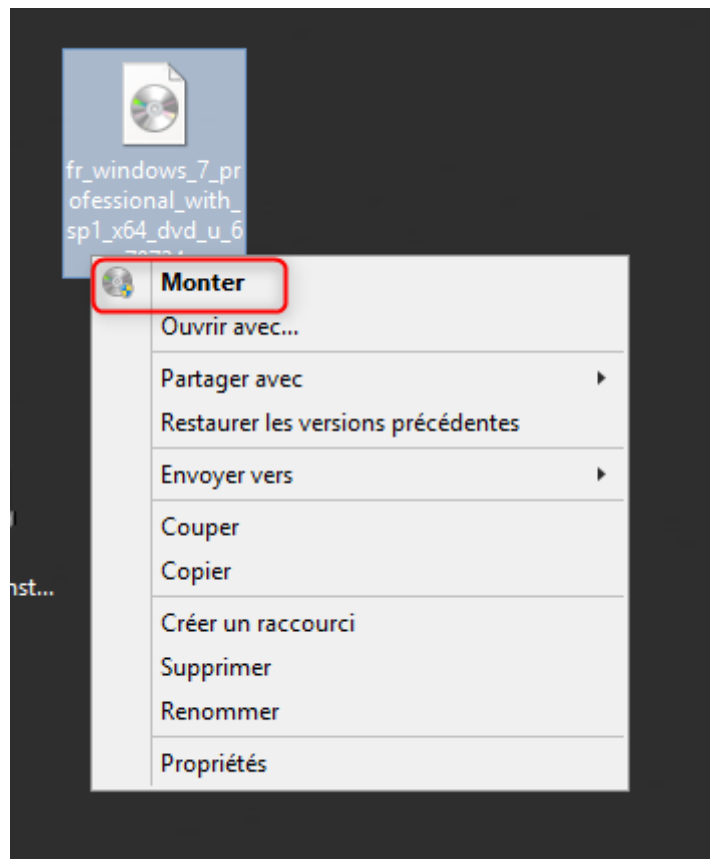 fr_windows_7_pr
ofessional_with_
sp1_x64_dvd_u_6
Monter
Ouvrir avec...
Partager avec
Restaurer les versions précédentes
Envoyer vers
Couper
Copier
nst...
Créer un raccourci
Supprimer
Renommer
Propriétés